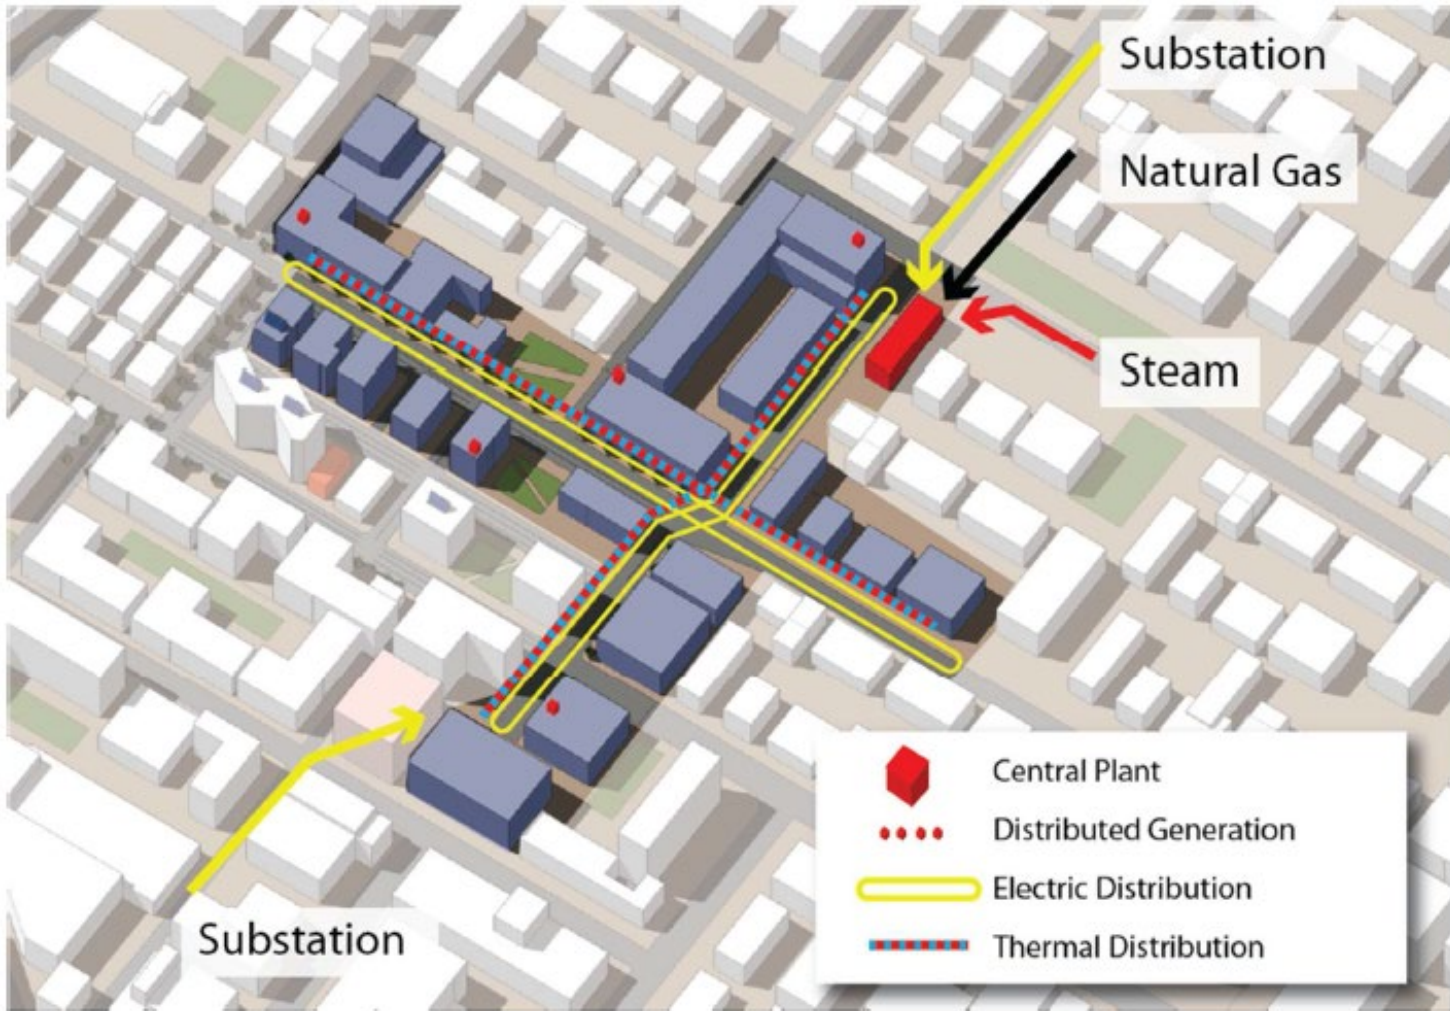 Substation
Natural Gas
Steam
Substation
Central Plant
Distributed Generation
Electric Distribution
Thermal Distribution